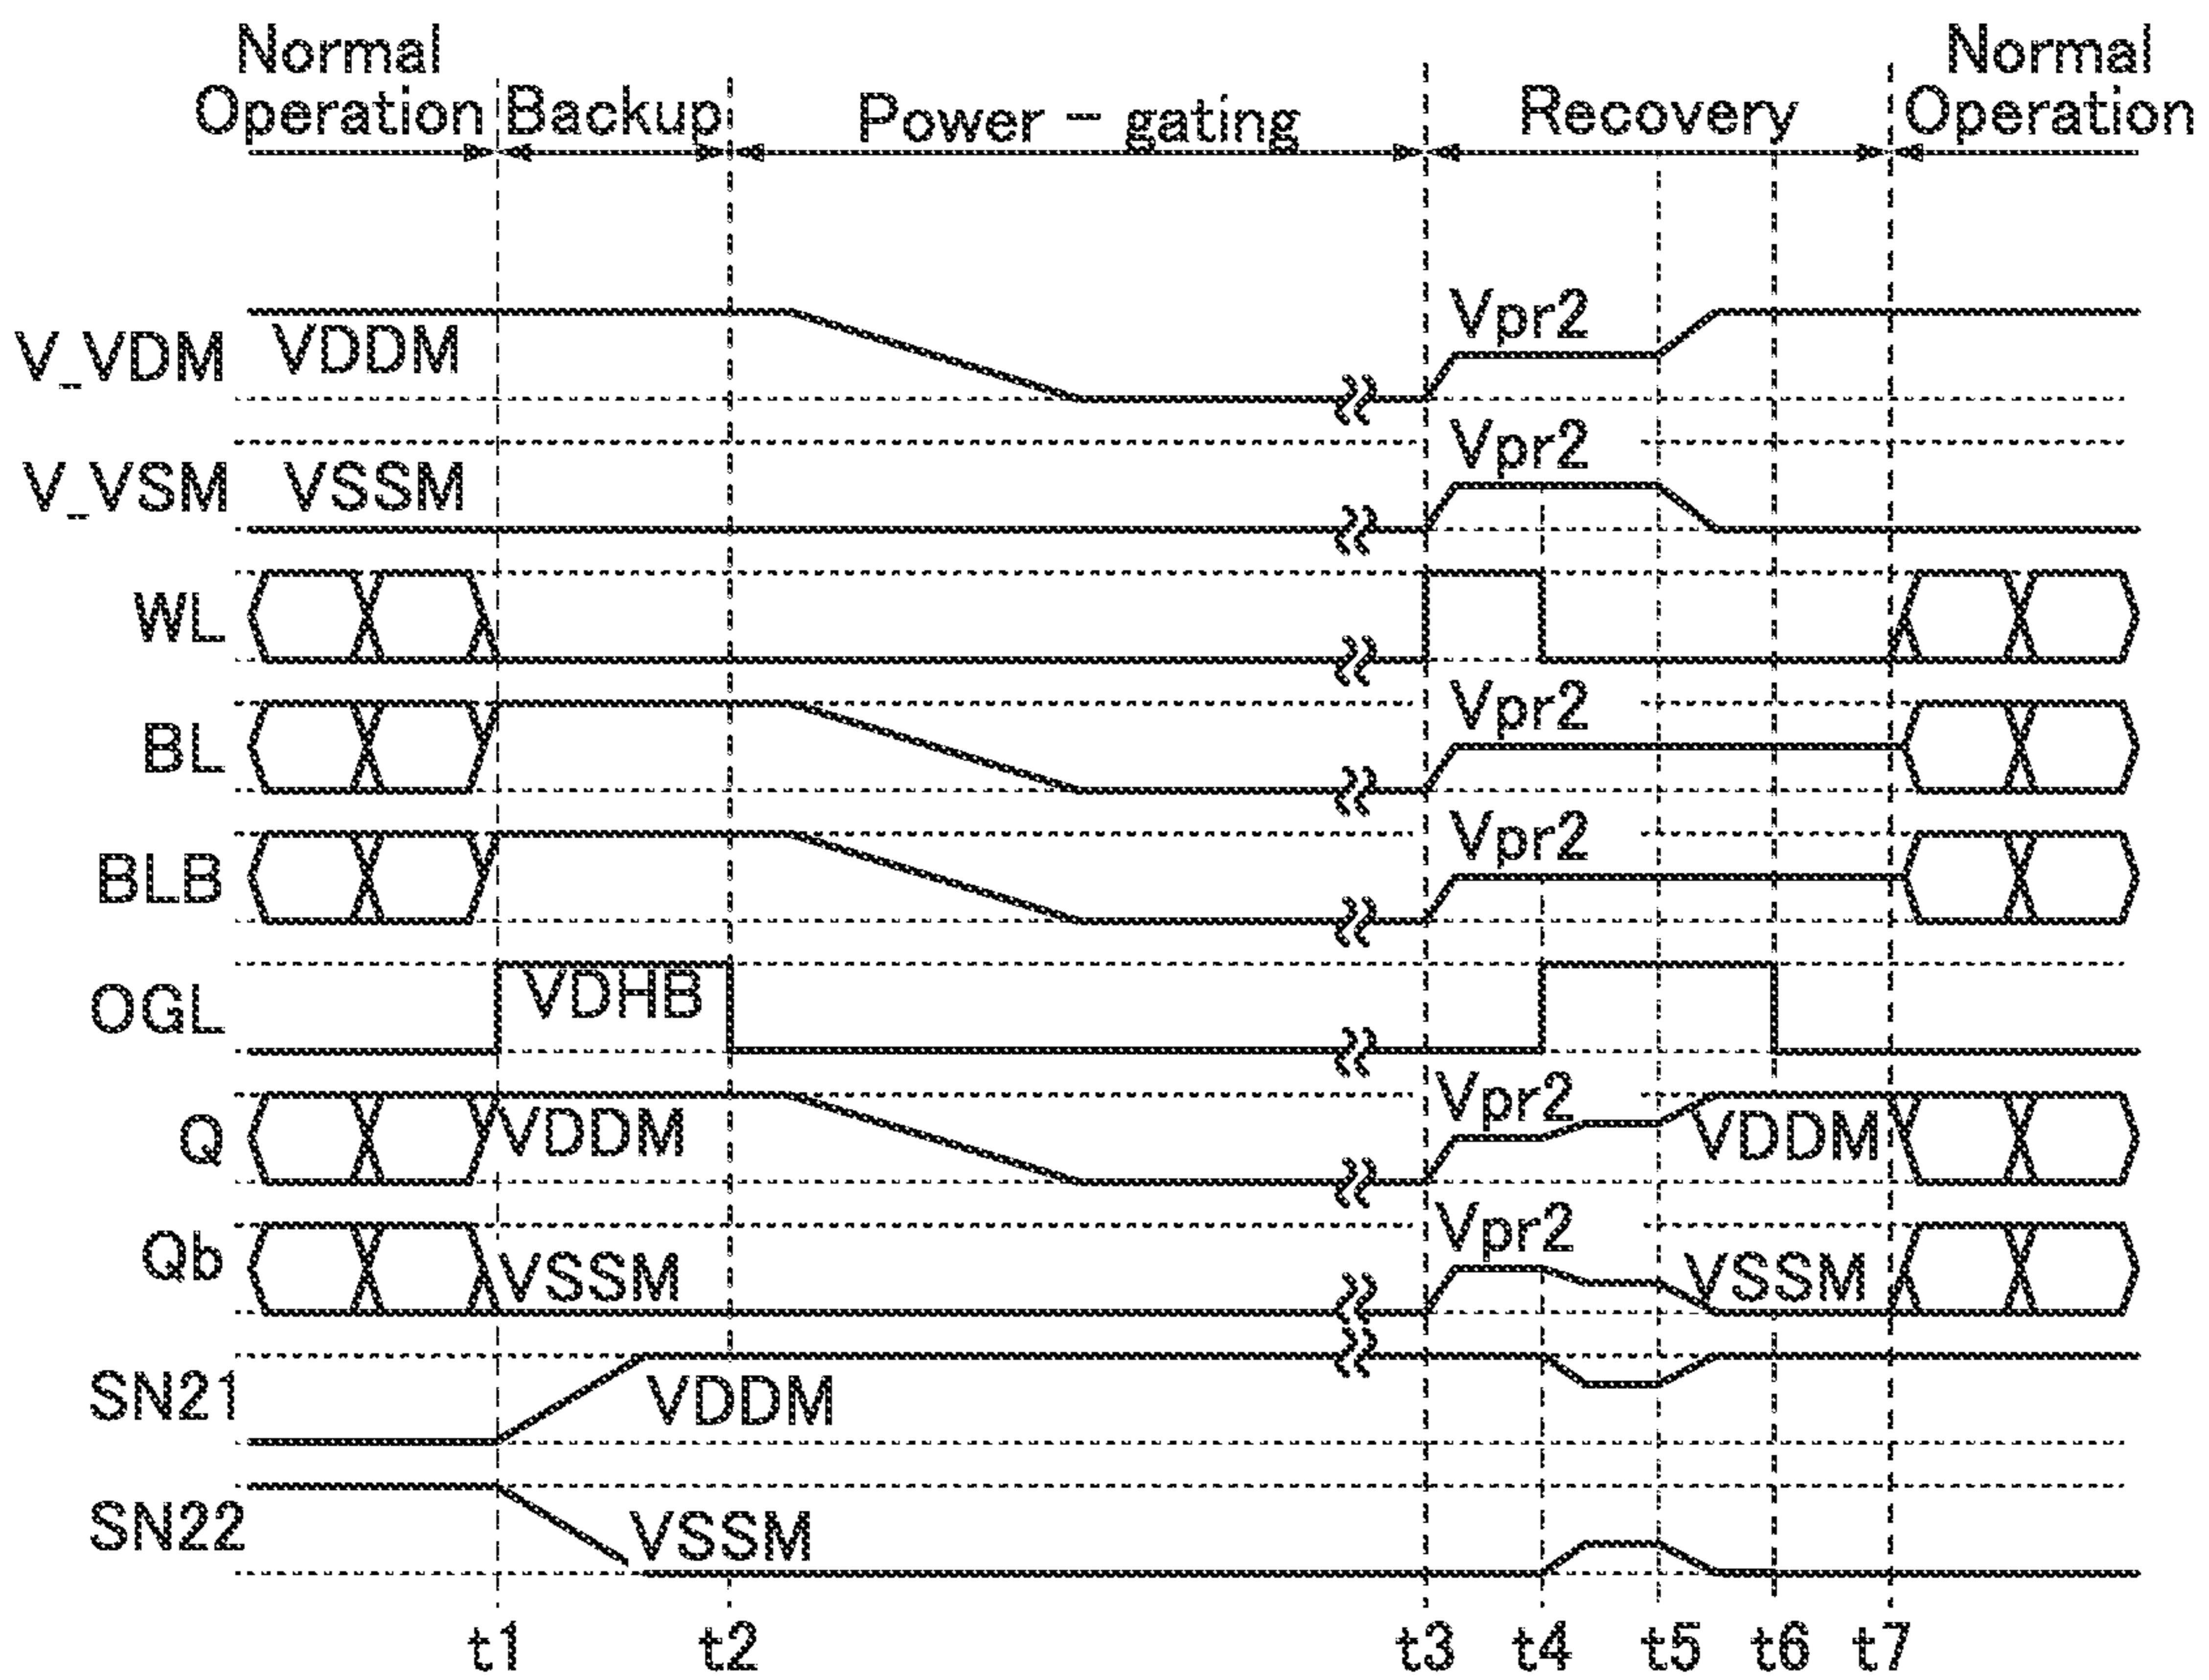 Normal
Operation
Backup
Power - gating
Recovery
Normal
Operation
V_VDM
VDDM
Vpr2
V_VSM
VSSM
Vpr2
WL
BL
Vpr2
BLB
Vpr2
OGL
VDHB
Q
VDDM
Vpr2
VDDM
Qb
VSSM
Vpr2
VSSM
SN21
VDDM
SN22
VSSM
t1 t2 t3 t4 t5 t6 t7